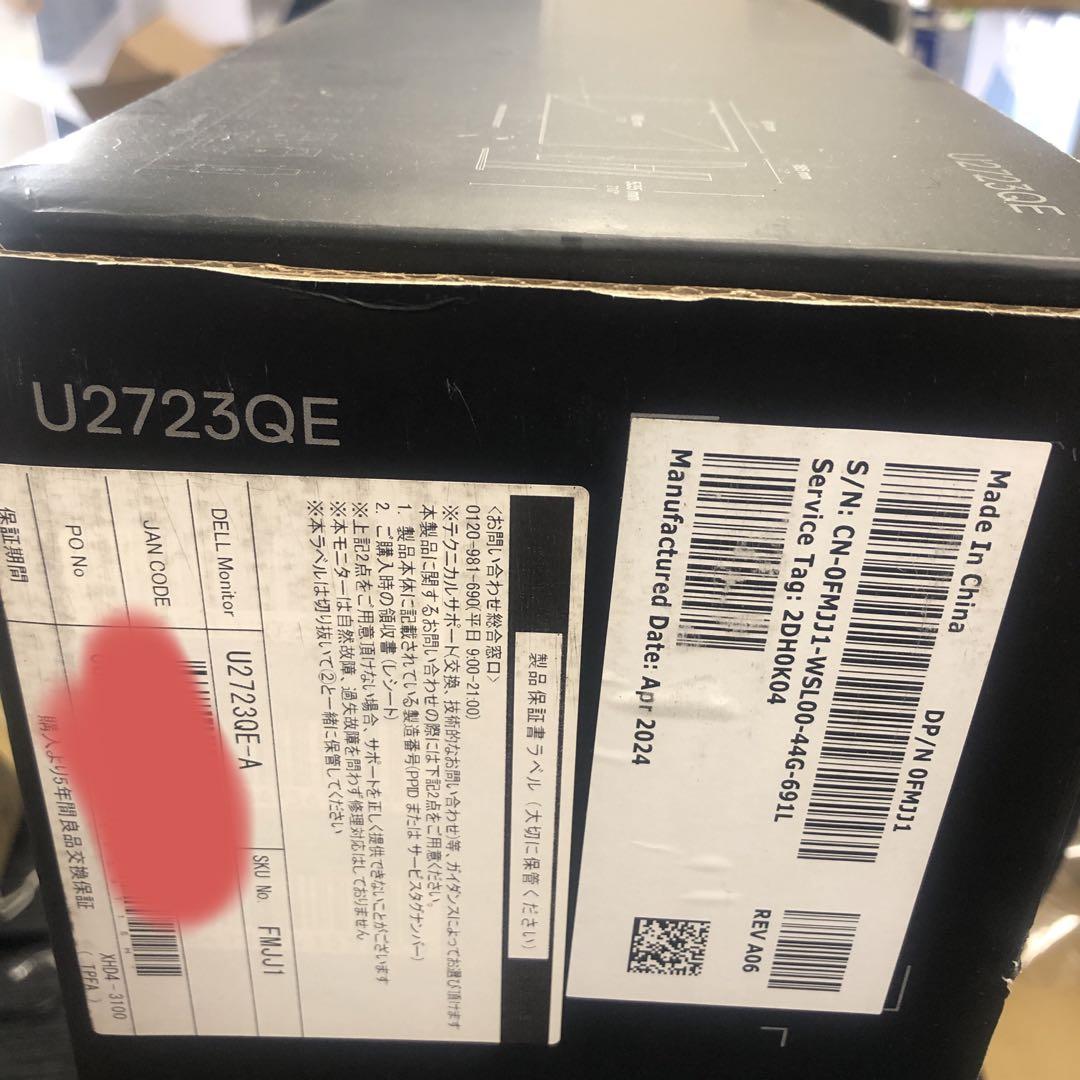 U2723QE
535 mm
U2723QE
Made In China
DP/N 0FMJJ1
S/N: CN-0FMJJ1-WSL00-44G-691L
Service Tag: 2DH0K04
REV A06
Manufactured Date: Apr 2024
製品保証書ラベル(大切に保管ください)
<お問い合わせ総合窓口>
0120-981-690(平日 9:00-21:00)
※テクニカルサポート(交換、技術的なお問い合わせ)等、ガイダンスによってお選び頂けます
本製品に関するお問い合わせの際には下記2点をご用意ください。
1. 製品本体に記載されている製造番号(PPID または サービスタグナンバー)
2. ご購入時の領収書(レシート)
※上記2点をご用意頂けない場合、サポートを正しく提供できないことがございます
※本モニターは自然故障、過失故障を問わず修理対応はしておりません
※本ラベルは切り抜いて②と一緒に保管してください
DELL Monitor U2723QE-A SKU No. FMJJ1
JAN CODE
PO No
保証期間 購入より5年間良品交換保証 XH04-3100
(TPFA)